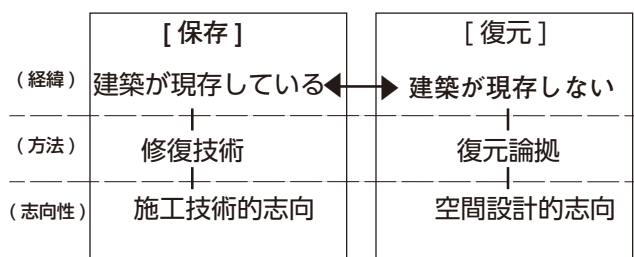 [ 保存 ] [ 復元 ]
（経緯） 建築が現存している 建築が現存しない
（方法） 修復技術 復元論拠
（志向性） 施工技術的志向 空間設計的志向